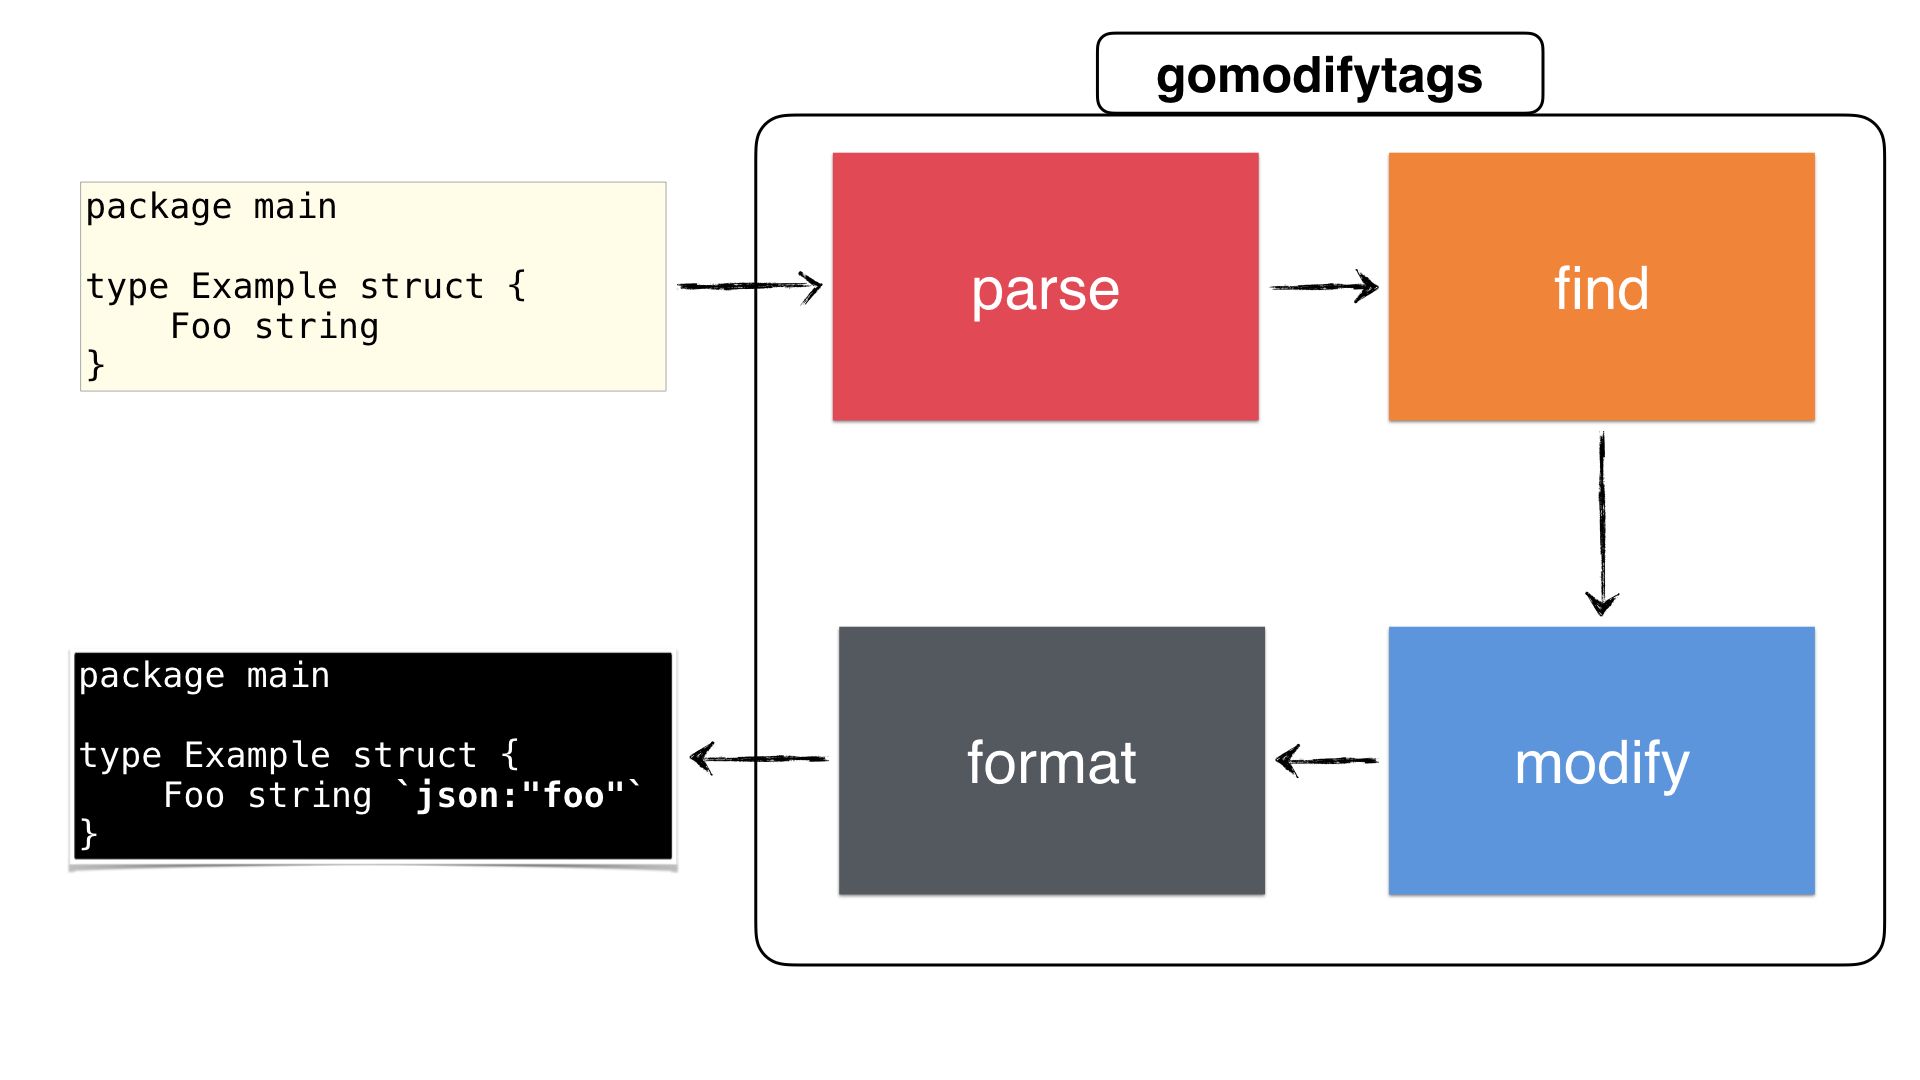 gomodifytags
package main
type Example struct {
    Foo string
}
parse
find
package main
type Example struct {
    Foo string `json:"foo"`
}
format
modify